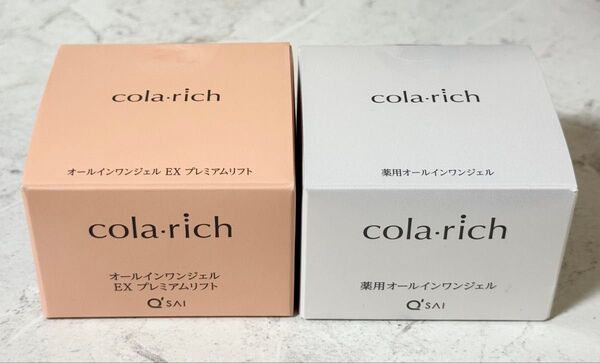 cola・rich
オールインワンジェル EX プレミアムリフト
cola・rich
オールインワンジェル
EX プレミアムリフト
Q'SAI
cola・rich
薬用オールインワンジェル
cola・rich
薬用オールインワンジェル
Q'SAI